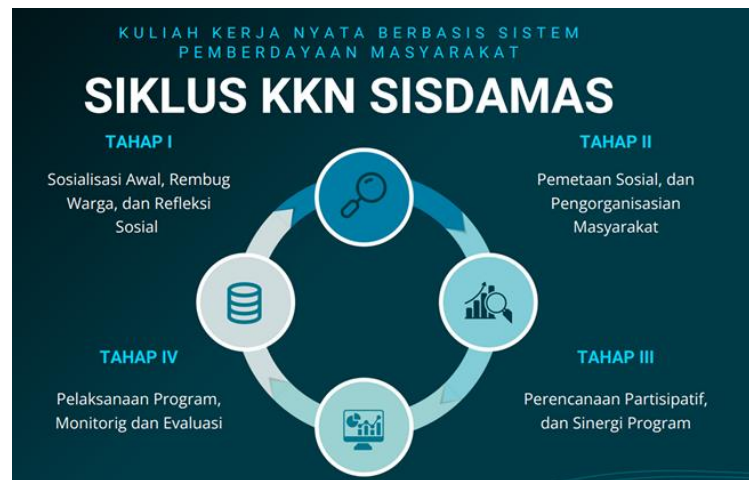 KULIAH KERJA NYATA BERBASIS SISTEM
PEMBERDAYAAN MASYARAKAT
SIKLUS KKN SISDAMAS
TAHAP I
Sosialisasi Awal, Rembug
Warga, dan Refleksi
Sosial
TAHAP II
Pemetaan Sosial, dan
Pengorganisasian
Masyarakat
TAHAP III
Perencanaan Partisipatif,
dan Sinergi Program
TAHAP IV
Pelaksanaan Program,
Monitorig dan Evaluasi